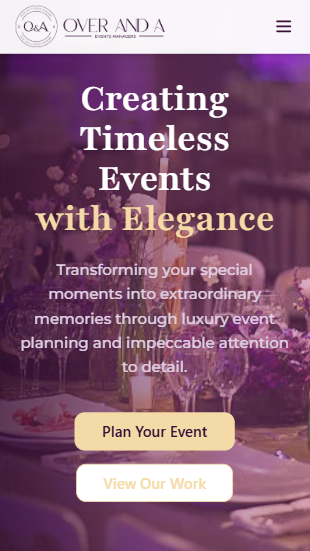 O&A
OVER AND A
EVENTS MANAGERS
Creating
Timeless
Events
with Elegance
Transforming your special
moments into extraordinary
memories through luxury event
planning and impeccable attention
to detail.
Plan Your Event
View Our Work